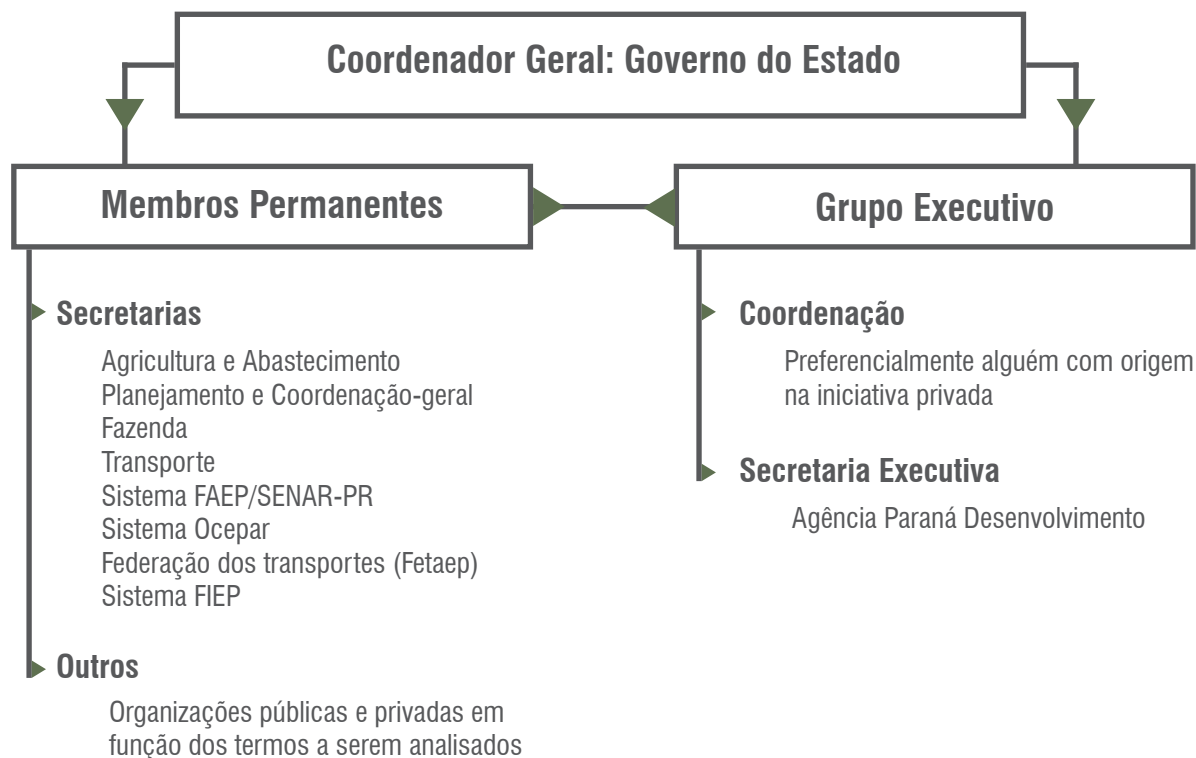 Coordenador Geral: Governo do Estado
Membros Permanentes
Secretarias
Agricultura e Abastecimento
Planejamento e Coordenação-geral
Fazenda
Transporte
Sistema FAEP/SENAR-PR
Sistema Ocepar
Federação dos transportes (Fetaep)
Sistema FIEP
Outros
Organizações públicas e privadas em
função dos termos a serem analisados
Grupo Executivo
Coordenação
Preferencialmente alguém com origem
na iniciativa privada
Secretaria Executiva
Agência Paraná Desenvolvimento